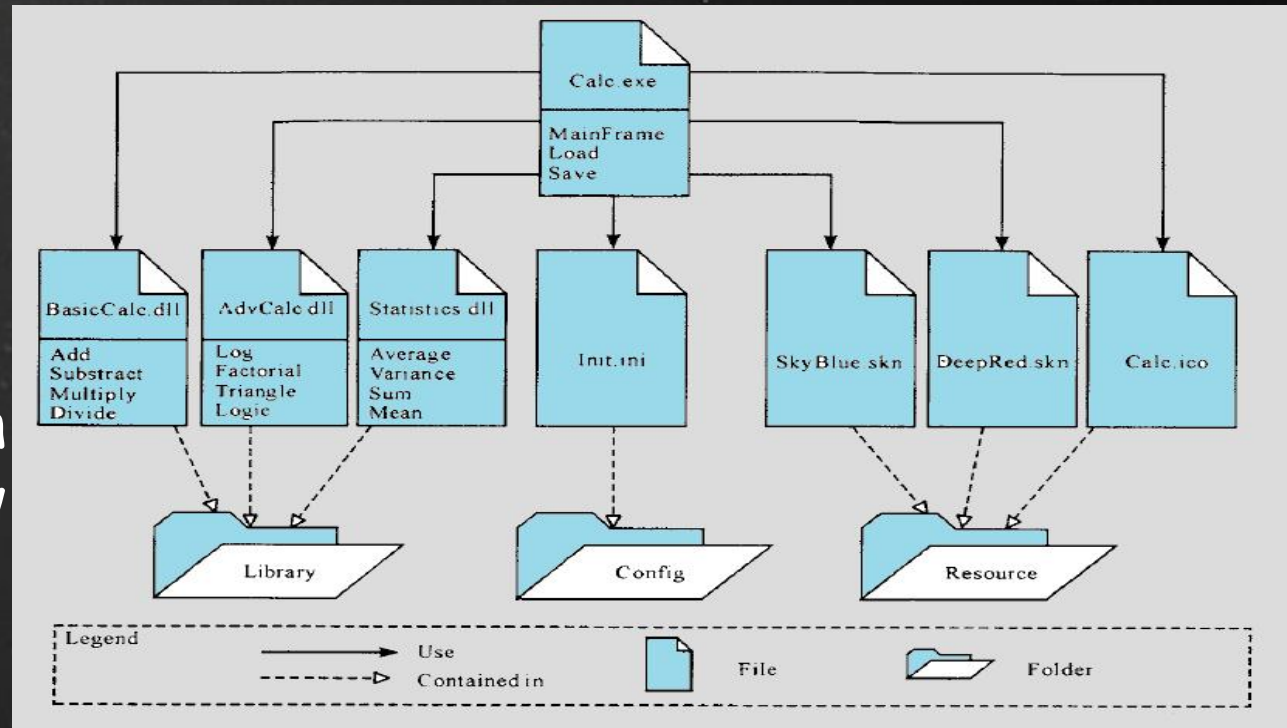 Calc.exe
MainFrame
Load
Save
BasicCalc.dll
Add
Substract
Multiply
Divide
AdvCalc.dll
Log
Factorial
Triangle
Logic
Statistics.dll
Average
Variance
Sum
Mean
Init.ini
SkyBlue.skn
DeepRed.skn
Calc.ico
Library
Config
Resource
Legend
Use
Contained in
File
Folder